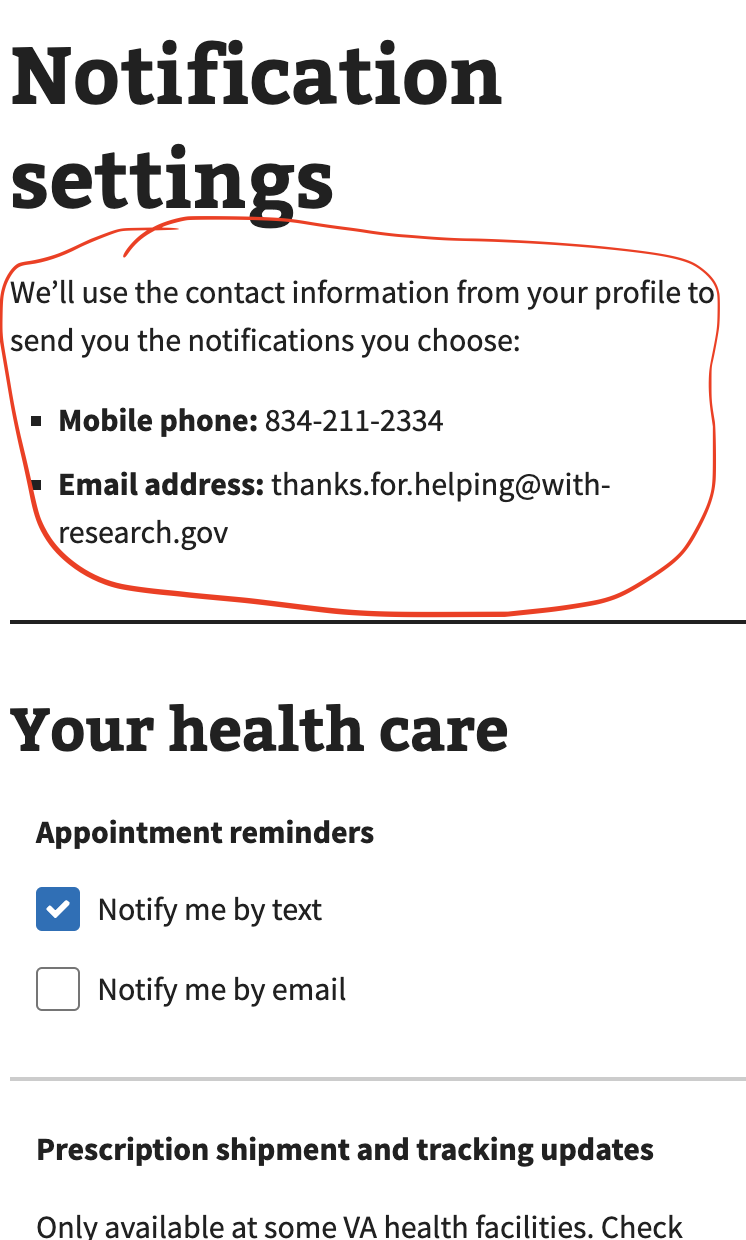 Notification
settings
We’ll use the contact information from your profile to
send you the notifications you choose:
Mobile phone: 834-211-2334
Email address: thanks.for.helping@with-
research.gov
Your health care
Appointment reminders
Notify me by text
Notify me by email
Prescription shipment and tracking updates
Only available at some VA health facilities. Check